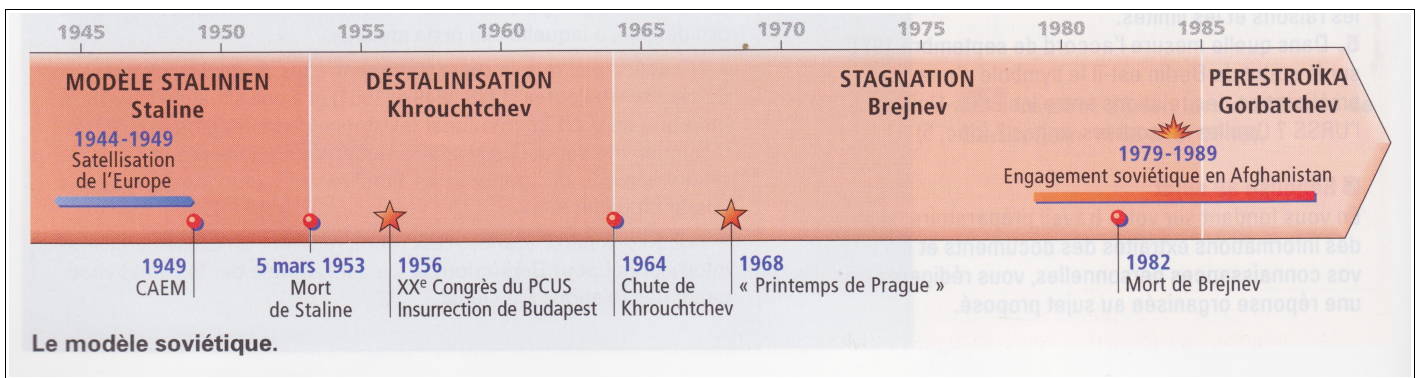 1945 1950 1955 1960 1965 1970 1975 1980 1985
MODÈLE STALINIEN
Staline
DÉSTALINISATION
Khrouchtchev
STAGNATION
Brejnev
PERESTROÏKA
Gorbatchev
1944-1949
Satellisation
de l'Europe
1979-1989
Engagement soviétique en Afghanistan
1949
CAEM
5 mars 1953
Mort
de Staline
1956
XXe Congrès du PCUS
Insurrection de Budapest
1964
Chute de
Khrouchtchev
1968
« Printemps de Prague »
1982
Mort de Brejnev
Le modèle soviétique.